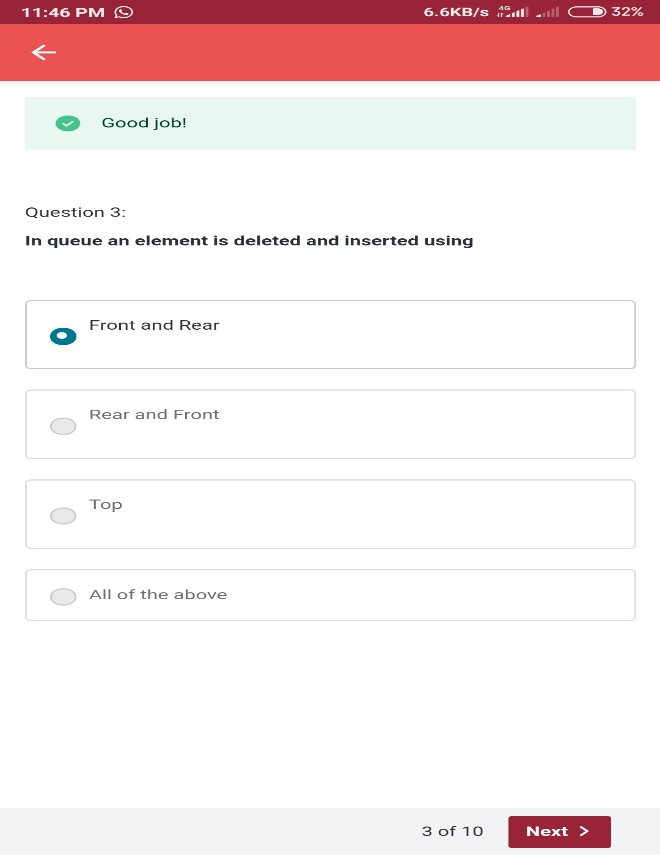 11:46 PM
6.6KB/s 4G 32%
Good job!
Question 3:
In queue an element is deleted and inserted using
Front and Rear
Rear and Front
Top
All of the above
3 of 10 Next >